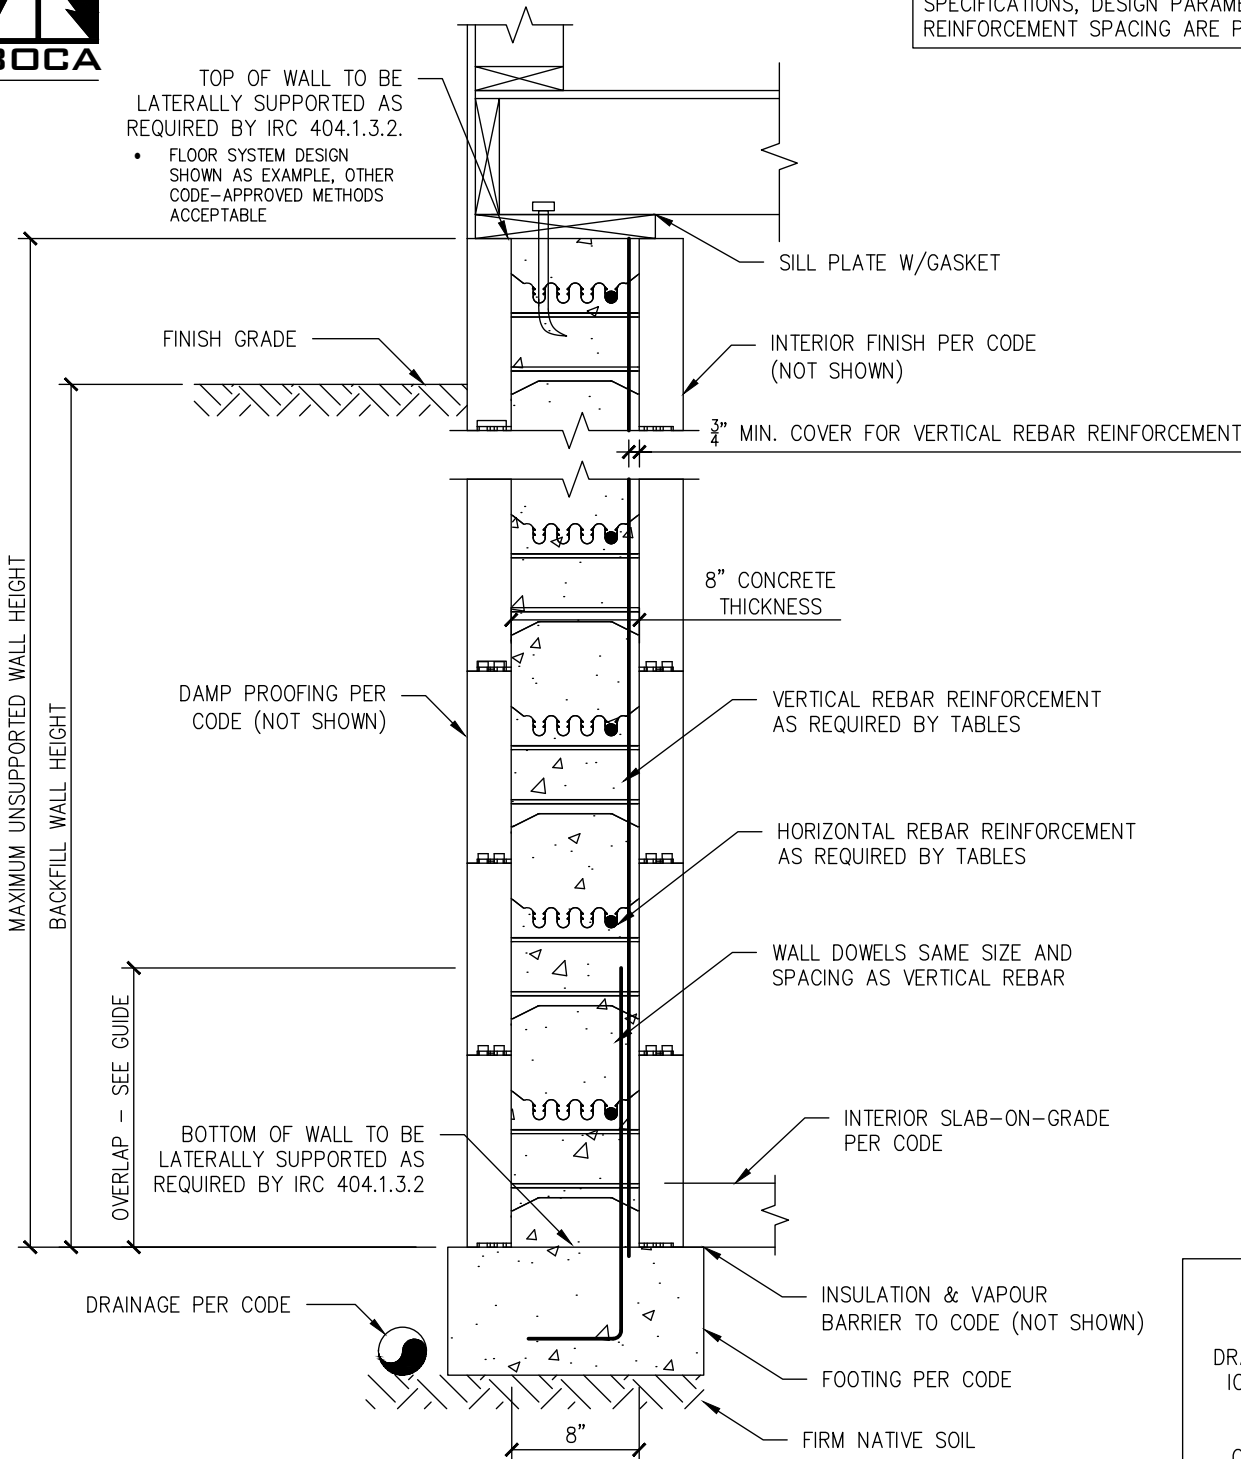 BOCA
SPECIFICATIONS, DESIGN
REINFORCEMENT SPACING ARE
TOP OF WALL TO BE
LATERALLY SUPPORTED AS
REQUIRED BY IRC 404.1.3.2.
• FLOOR SYSTEM DESIGN
SHOWN AS EXAMPLE, OTHER
CODE-APPROVED METHODS
ACCEPTABLE
SILL PLATE W/GASKET
FINISH GRADE
INTERIOR FINISH PER CODE
(NOT SHOWN)
3/4" MIN. COVER FOR VERTICAL REBAR REINFORCEMENT
8" CONCRETE
THICKNESS
MAXIMUM UNSUPPORTED WALL HEIGHT
BACKFILL WALL HEIGHT
DAMP PROOFING PER
CODE (NOT SHOWN)
VERTICAL REBAR REINFORCEMENT
AS REQUIRED BY TABLES
HORIZONTAL REBAR REINFORCEMENT
AS REQUIRED BY TABLES
WALL DOWELS SAME SIZE AND
SPACING AS VERTICAL REBAR
OVERLAP - SEE GUIDE
INTERIOR SLAB-ON-GRADE
PER CODE
BOTTOM OF WALL TO BE
LATERALLY SUPPORTED AS
REQUIRED BY IRC 404.1.3.2
DRAINAGE PER CODE
INSULATION & VAPOUR
BARRIER TO CODE (NOT SHOWN)
FOOTING PER CODE
8"
FIRM NATIVE SOIL